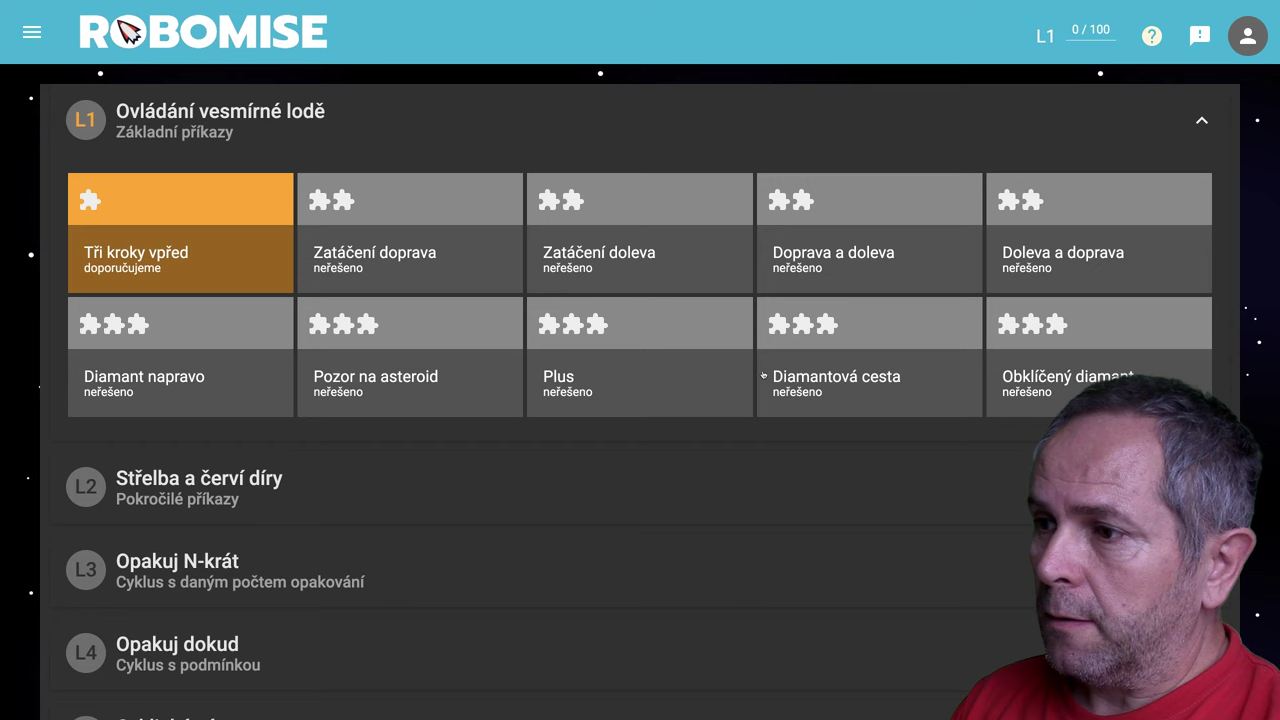 ROBOMISE
L1 0 / 100
L1 Ovládání vesmírné lodě
Základní příkazy
Tři kroky vpřed
doporučujeme
Zatáčení doprava
neřešeno
Zatáčení doleva
neřešeno
Doprava a doleva
neřešeno
Doleva a doprava
neřešeno
Diamant napravo
neřešeno
Pozor na asteroid
neřešeno
Plus
neřešeno
Diamantová cesta
neřešeno
Obklíčený diamant
neřešeno
L2 Střelba a červí díry
Pokročilé příkazy
L3 Opakuj N-krát
Cyklus s daným počtem opakování
L4 Opakuj dokud
Cyklus s podmínkou